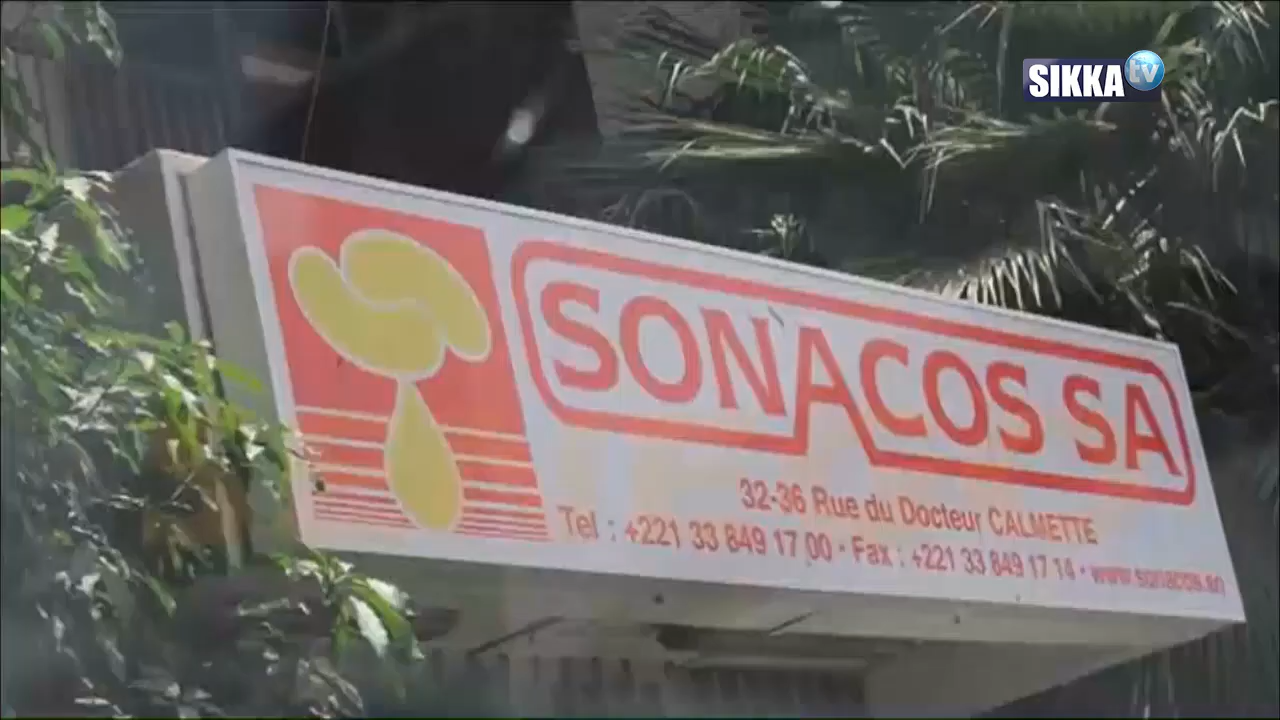 SIKKA tv
SONACOS SA
32-36 Rue du Docteur CALMETTE
Tel : +221 33 849 17 00 • Fax : +221 33 849 17 14 • www.sonacos.sn